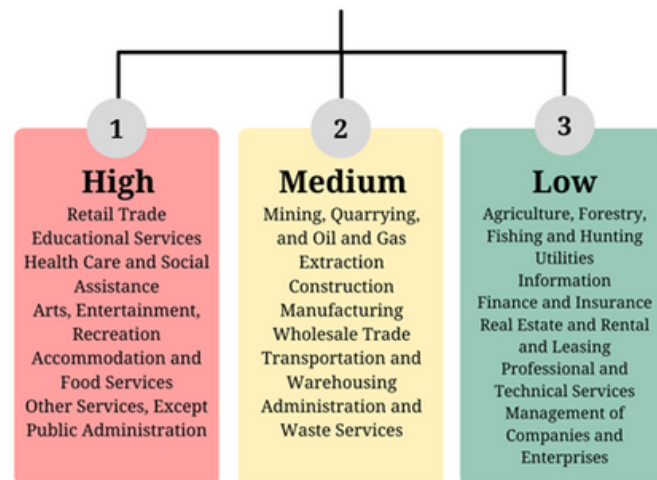 1
High
Retail Trade
Educational Services
Health Care and Social
Assistance
Arts, Entertainment,
Recreation
Accommodation and
Food Services
Other Services, Except
Public Administration
2
Medium
Mining, Quarrying,
and Oil and Gas
Extraction
Construction
Manufacturing
Wholesale Trade
Transportation and
Warehousing
Administration and
Waste Services
3
Low
Agriculture, Forestry,
Fishing and Hunting
Utilities
Information
Finance and Insurance
Real Estate and Rental
and Leasing
Professional and
Technical Services
Management of
Companies and
Enterprises